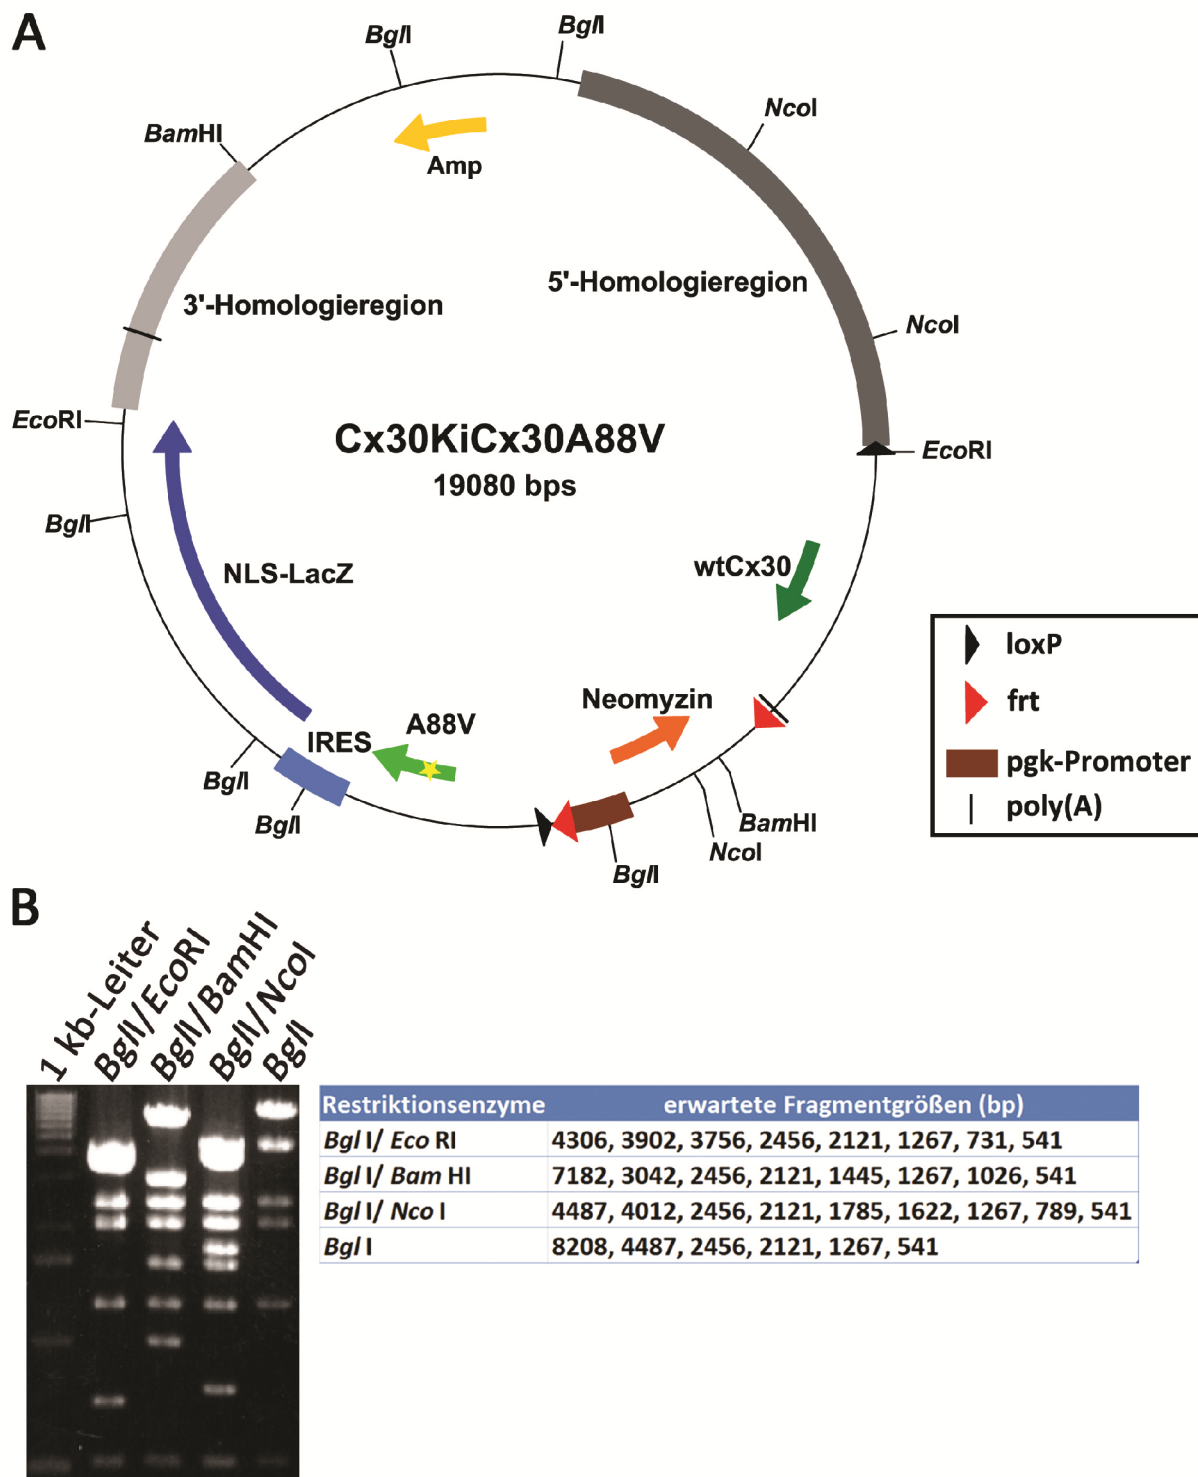 A
BglI
BglI
NcoI
BamHI
Amp
5'-Homologieregion
3'-Homologieregion
NcoI
EcoRI
Cx30KiCx30A88V
19080 bps
EcoRI
BglI
wtCx30
NLS-LacZ
loxP
Neomyzin
frt
A88V
IRES
pgk-Promoter
BglI
poly(A)
BglI
BamHI
NcoI
BglI
B
1 kb-Leiter
BglI/EcoRI
BglI/BamHI
BglI/NcoI
BglI
Restriktionsenzyme erwartete Fragmentgrößen (bp)
Bgl I/ Eco RI 4306, 3902, 3756, 2456, 2121, 1267, 731, 541
Bgl I/ Bam HI 7182, 3042, 2456, 2121, 1445, 1267, 1026, 541
Bgl I/ Nco I 4487, 4012, 2456, 2121, 1785, 1622, 1267, 789, 541
Bgl I 8208, 4487, 2456, 2121, 1267, 541